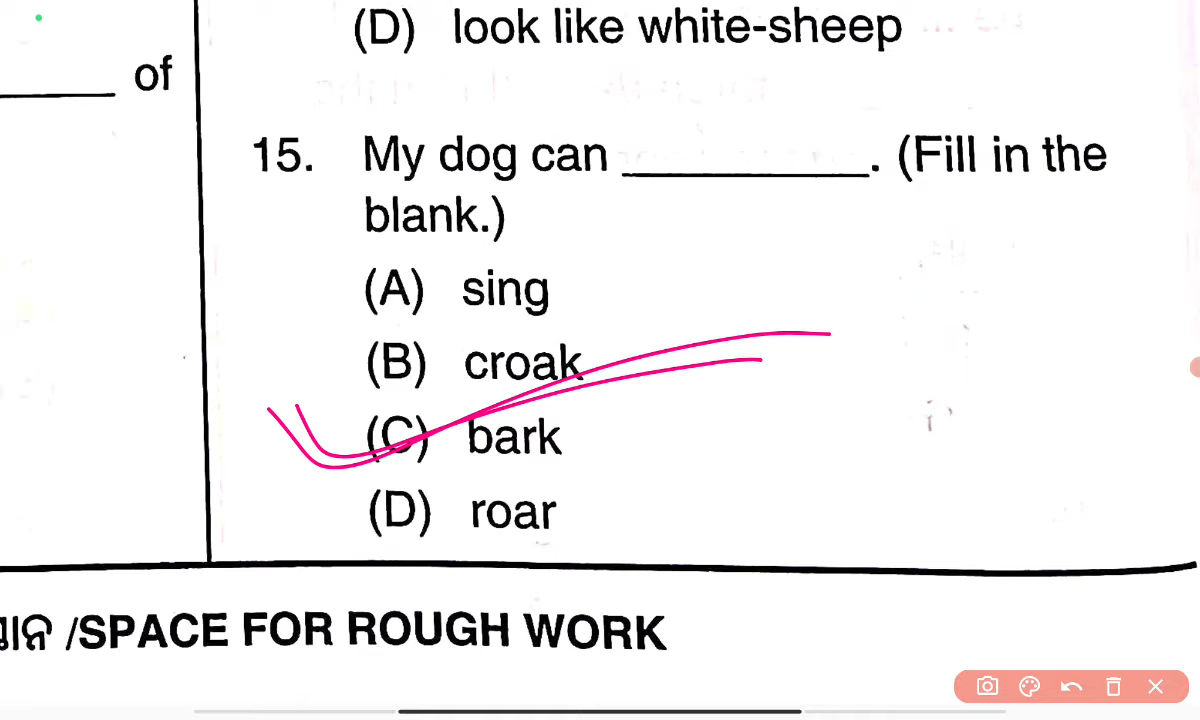 (D) look like white-sheep
of
15. My dog can __________. (Fill in the
blank.)
(A) sing
(B) croak
(C) bark
(D) roar
/SPACE FOR ROUGH WORK